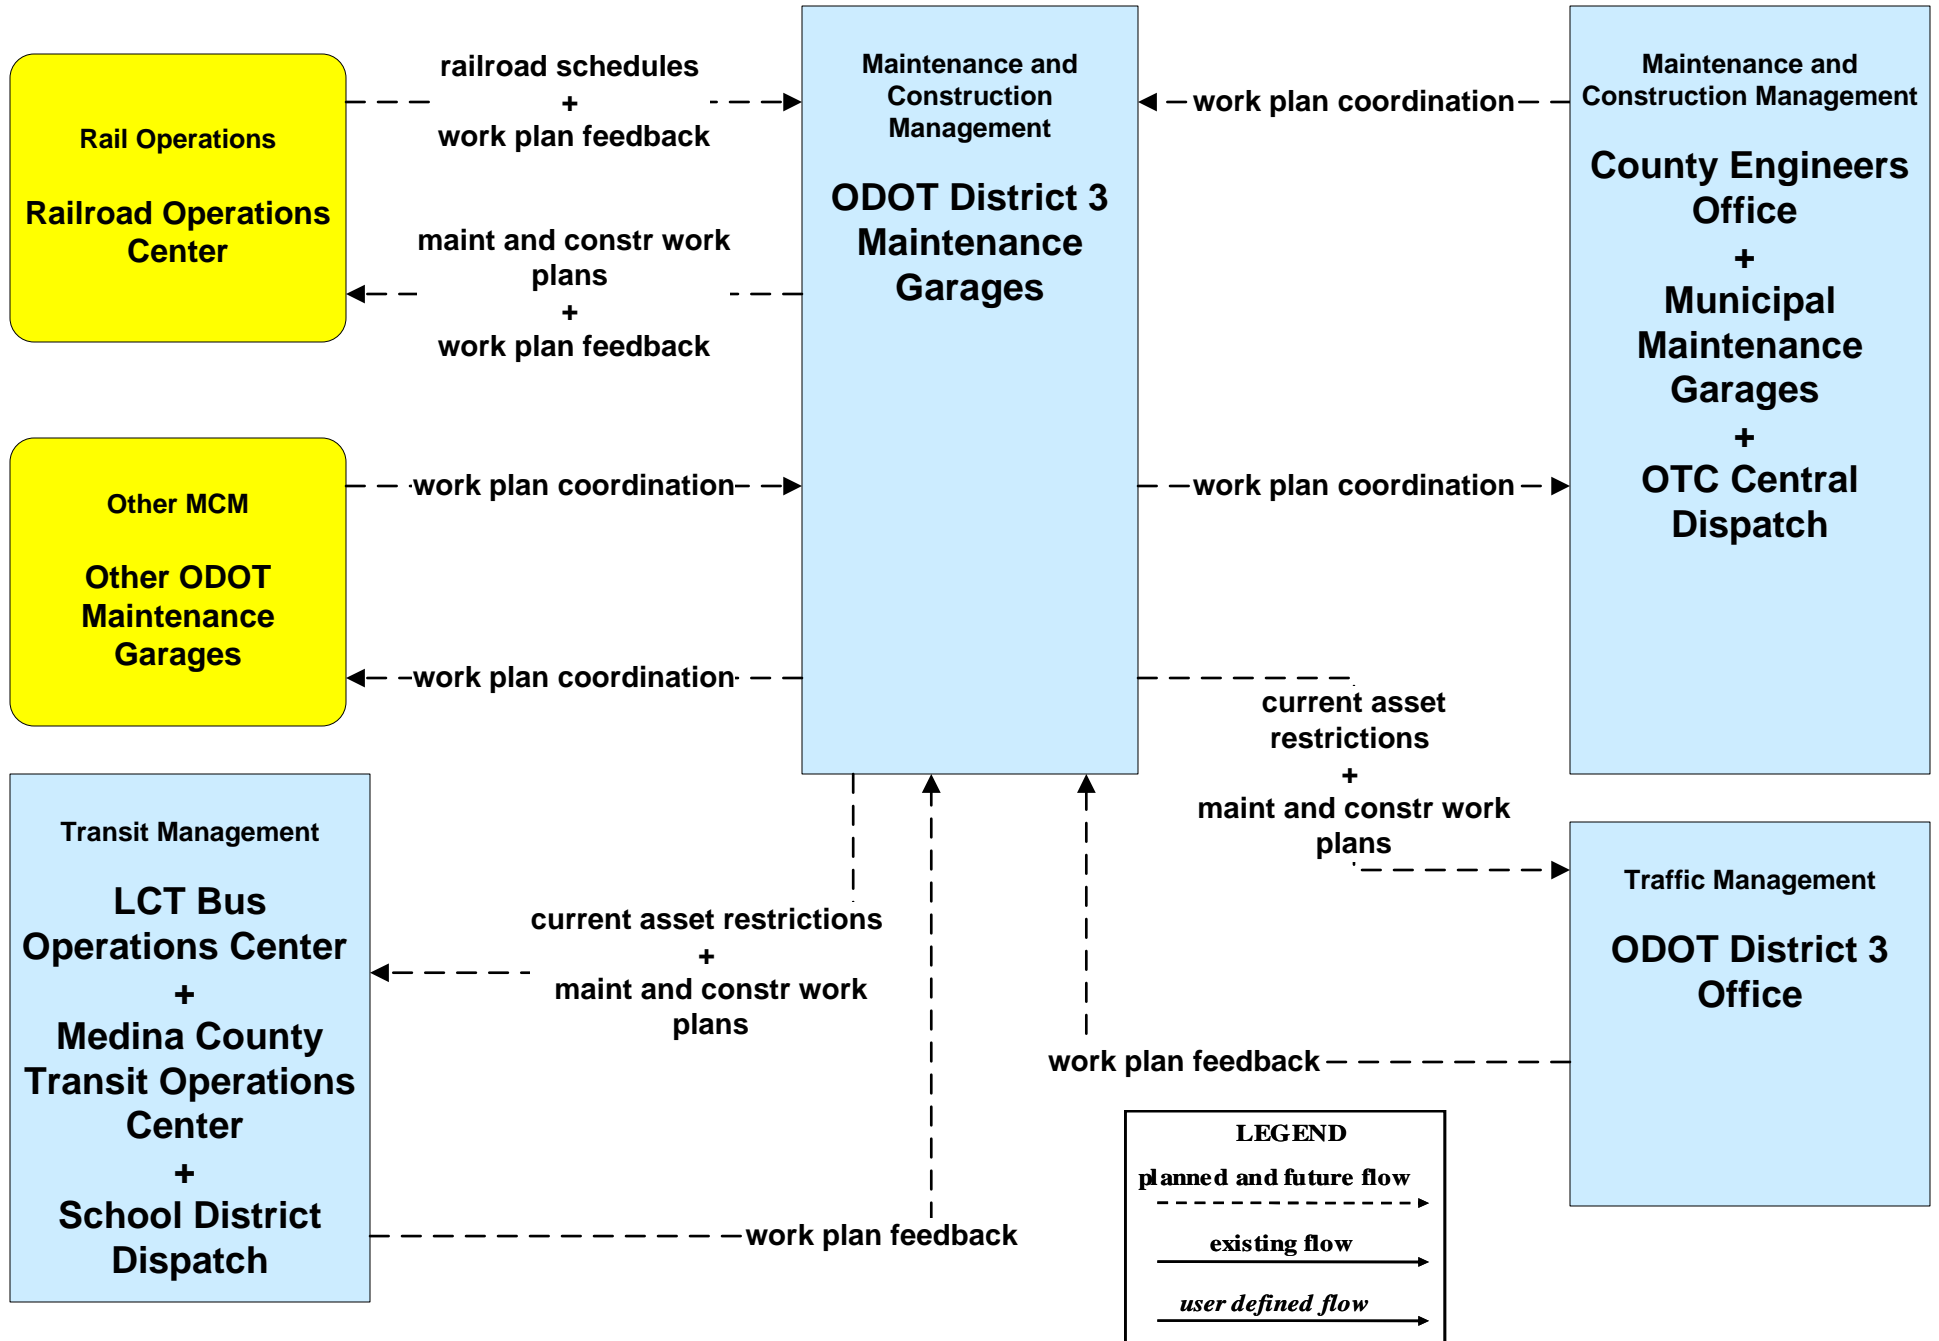 Rail Operations
Railroad Operations
Center
railroad schedules
+
work plan feedback
maint and constr work
plans
+
work plan feedback
Maintenance and
Construction
Management
ODOT District 3
Maintenance
Garages
work plan coordination
work plan coordination
Maintenance and
Construction Management
County Engineers
Office
+
Municipal
Maintenance
Garages
+
OTC Central
Dispatch
Other MCM
Other ODOT
Maintenance
Garages
work plan coordination
work plan coordination
current asset
restrictions
+
maint and constr work
plans
Transit Management
LCT Bus
Operations Center
+
Medina County
Transit Operations
Center
+
School District
Dispatch
current asset restrictions
+
maint and constr work
plans
work plan feedback
Traffic Management
ODOT District 3
Office
work plan feedback
LEGEND
planned and future flow
existing flow
user defined flow